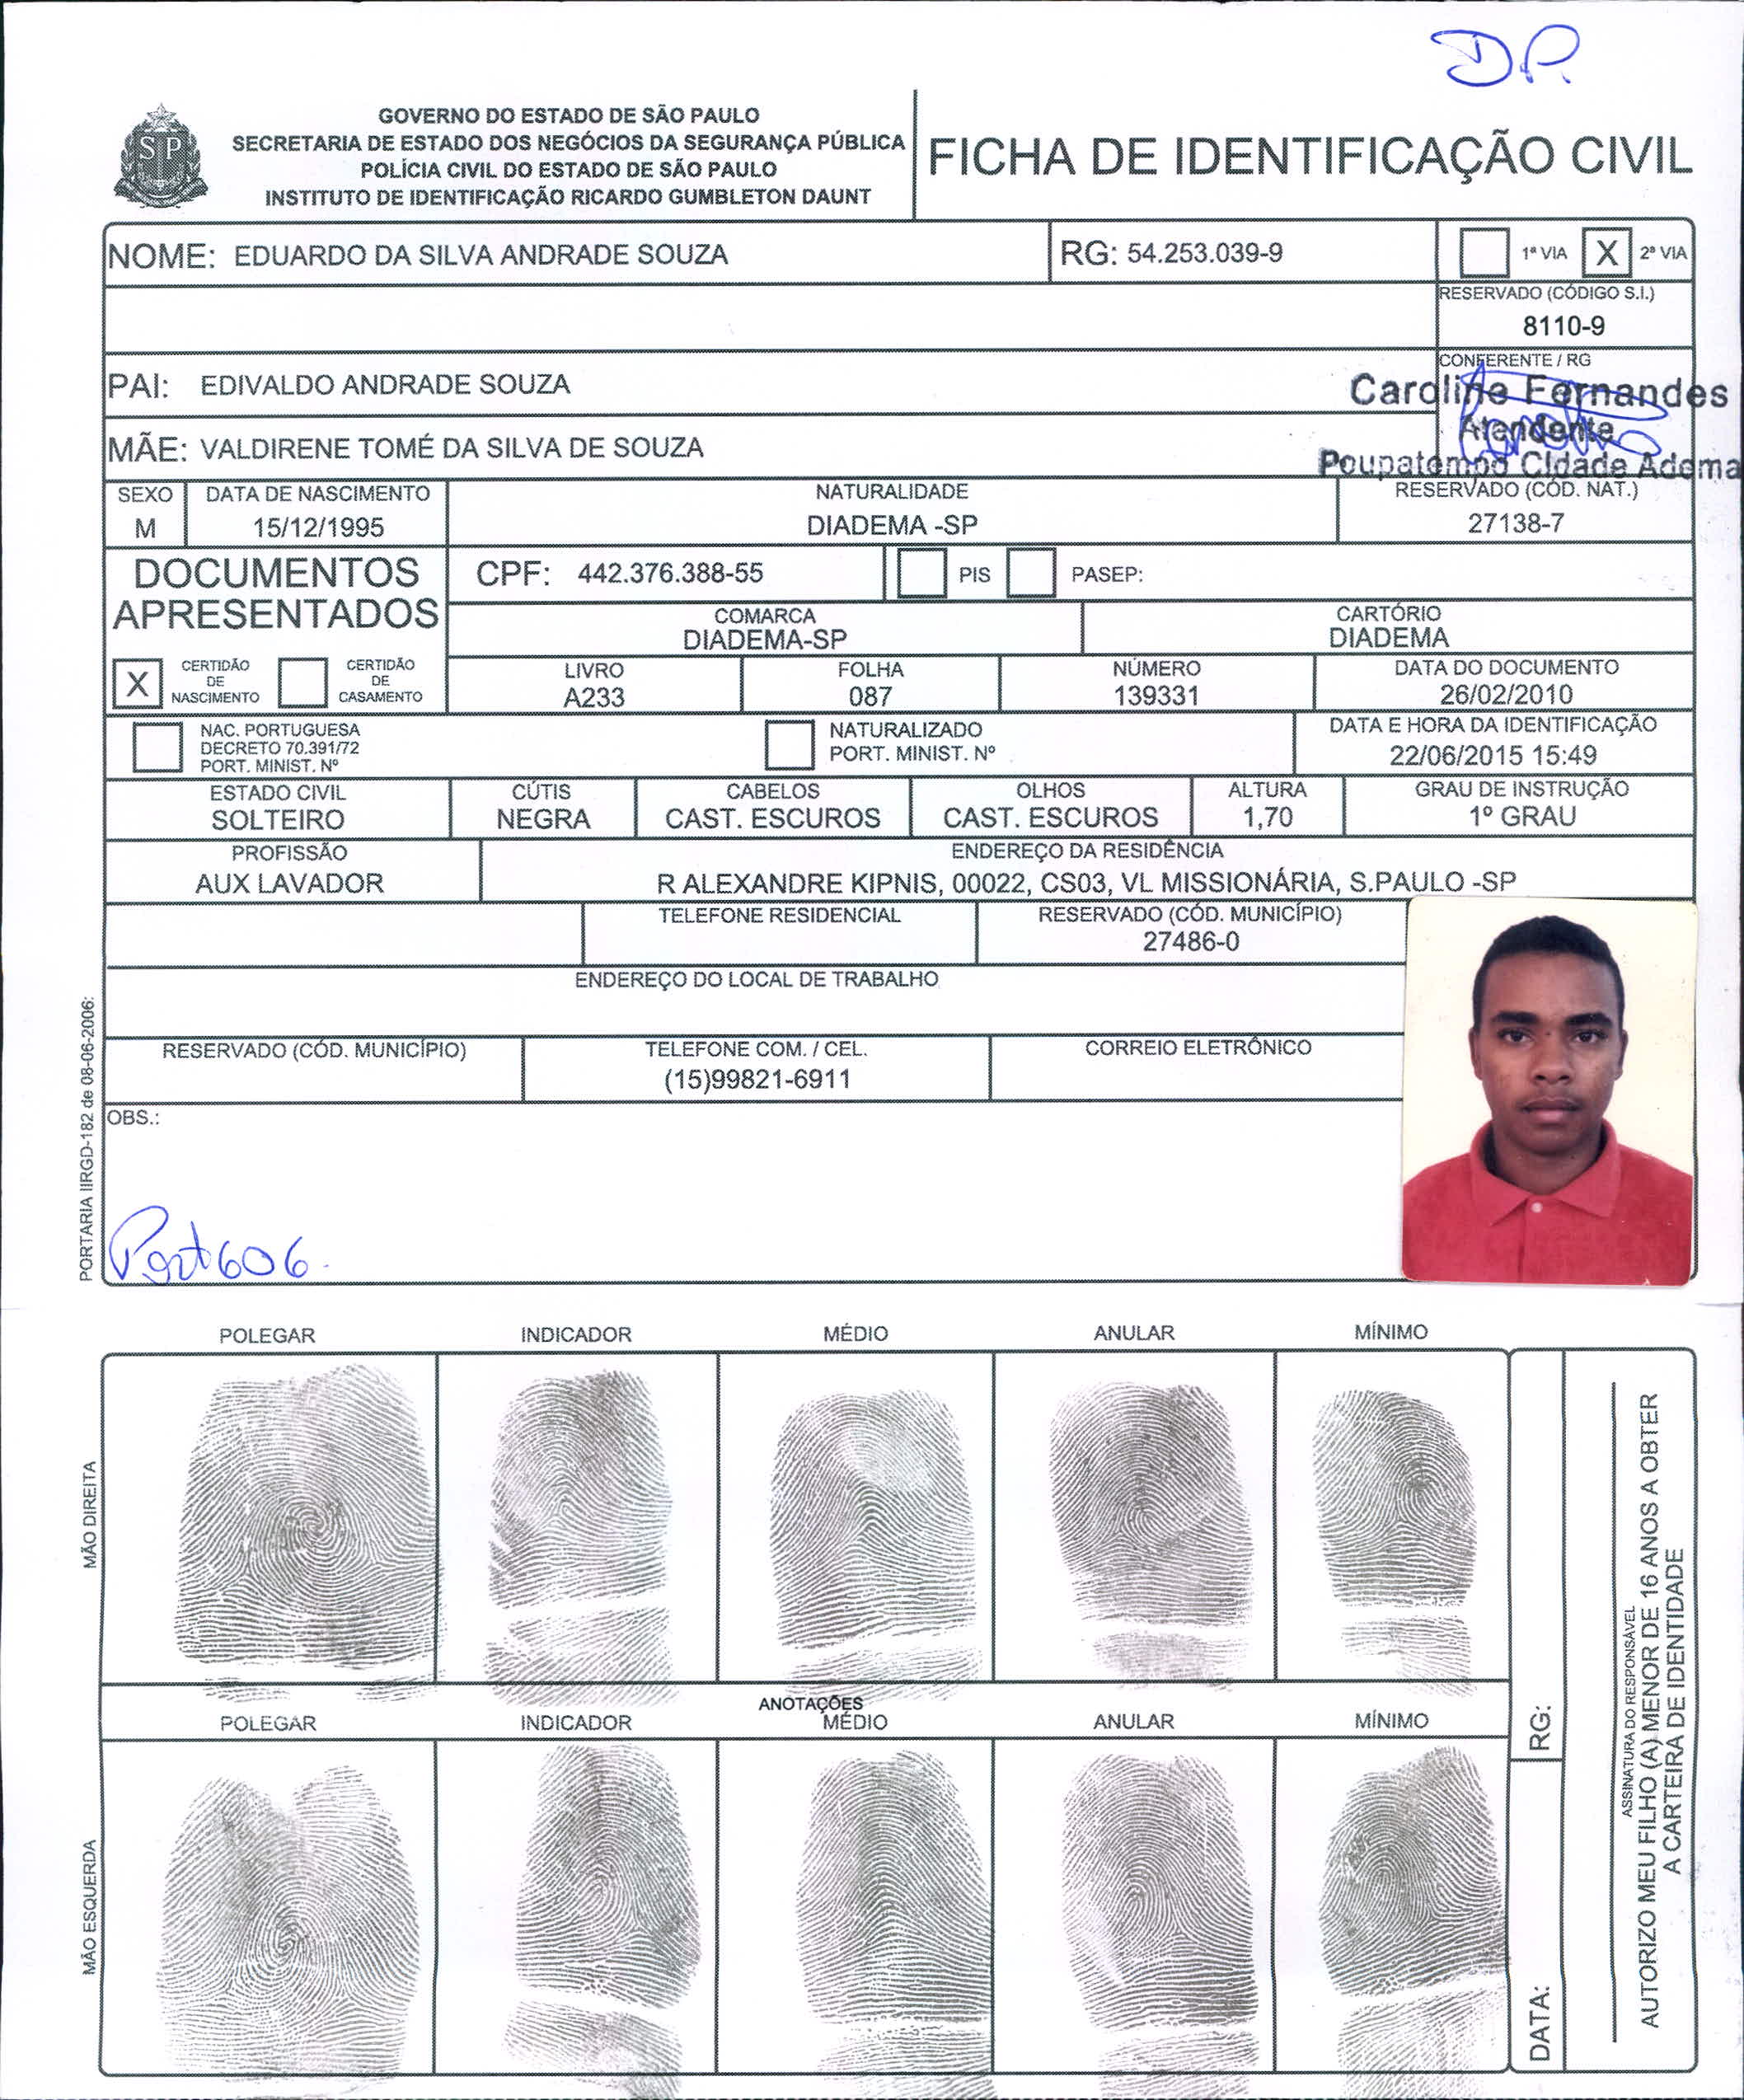 DP.
SP
GOVERNO DO ESTADO DE SÃO PAULO
SECRETARIA DE ESTADO DOS NEGÓCIOS DA SEGURANÇA PÚBLICA
POLÍCIA CIVIL DO ESTADO DE SÃO PAULO
INSTITUTO DE IDENTIFICAÇÃO RICARDO GUMBLETON DAUNT
FICHA DE IDENTIFICAÇÃO CIVIL
NOME: EDUARDO DA SILVA ANDRADE SOUZA
RG: 54.253.039-9
1ª VIA X 2ª VIA
RESERVADO (CÓDIGO S.I.)
8110-9
PAI: EDIVALDO ANDRADE SOUZA
CONFERENTE / RG
Caroline Fernandes
Atendente
Poupatempo Cidade Adema
MÃE: VALDIRENE TOMÉ DA SILVA DE SOUZA
SEXO
M
DATA DE NASCIMENTO
15/12/1995
NATURALIDADE
DIADEMA -SP
RESERVADO (CÓD. NAT.)
27138-7
DOCUMENTOS
APRESENTADOS
X CERTIDÃO
DE
NASCIMENTO
CERTIDÃO
DE
CASAMENTO
CPF: 442.376.388-55
PIS
PASEP:
COMARCA
DIADEMA-SP
CARTÓRIO
DIADEMA
LIVRO
A233
FOLHA
087
NÚMERO
139331
DATA DO DOCUMENTO
26/02/2010
NAC. PORTUGUESA
DECRETO 70.391/72
PORT. MINIST. Nº
NATURALIZADO
PORT. MINIST. Nº
DATA E HORA DA IDENTIFICAÇÃO
22/06/2015 15:49
ESTADO CIVIL
SOLTEIRO
CÚTIS
NEGRA
CABELOS
CAST. ESCUROS
OLHOS
CAST. ESCUROS
ALTURA
1,70
GRAU DE INSTRUÇÃO
1º GRAU
PROFISSÃO
AUX LAVADOR
ENDEREÇO DA RESIDÊNCIA
R ALEXANDRE KIPNIS, 00022, CS03, VL MISSIONÁRIA, S.PAULO -SP
TELEFONE RESIDENCIAL
RESERVADO (CÓD. MUNICÍPIO)
27486-0
ENDEREÇO DO LOCAL DE TRABALHO
RESERVADO (CÓD. MUNICÍPIO)
TELEFONE COM. / CEL.
(15)99821-6911
CORREIO ELETRÔNICO
OBS.:
Port 606.
PORTARIA IIRGD-182 de 08-06-2006:
POLEGAR INDICADOR MÉDIO ANULAR MÍNIMO
MÃO DIREITA
ANOTAÇÕES
POLEGAR INDICADOR MÉDIO ANULAR MÍNIMO
MÃO ESQUERDA
RG:
DATA:
ASSINATURA DO RESPONSÁVEL
AUTORIZO MEU FILHO (A) MENOR DE 16 ANOS A OBTER
A CARTEIRA DE IDENTIDADE